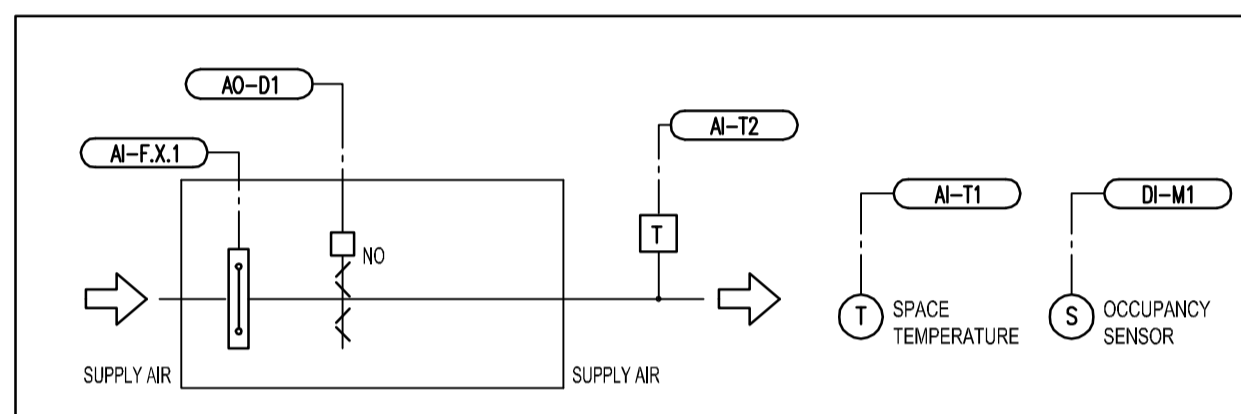 AO-D1
AI-F.X.1
AI-T2
AI-T1
DI-M1
T
NO
T
SPACE
TEMPERATURE
S
OCCUPANCY
SENSOR
SUPPLY AIR
SUPPLY AIR